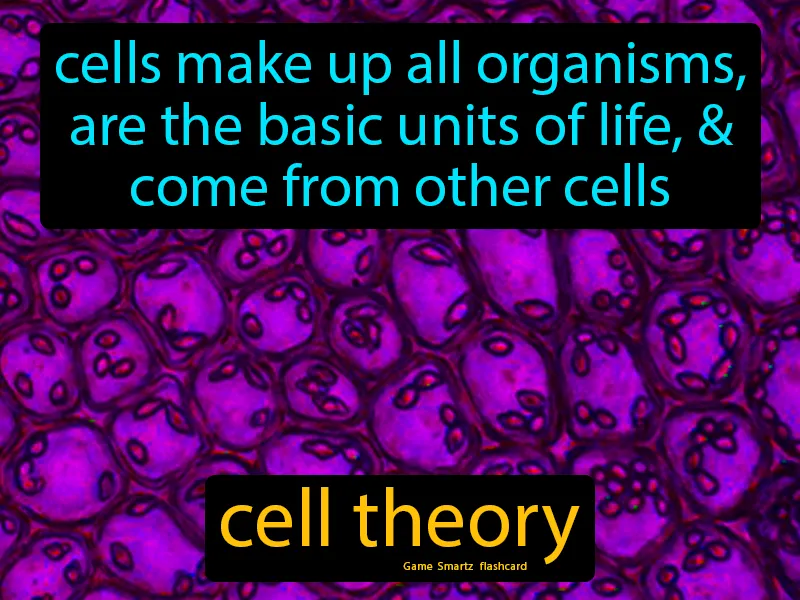 cells make up all organisms,
are the basic units of life, &
come from other cells
cell theory
Game Smartz flashcard